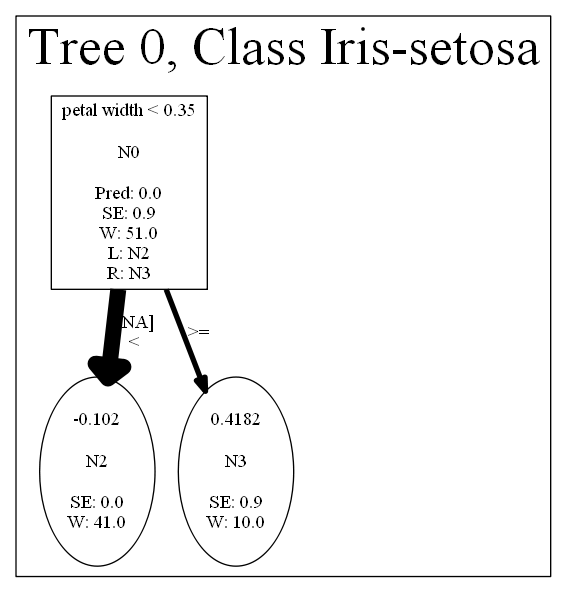 Tree 0, Class Iris-setosa
petal width < 0.35
N0
Pred: 0.0
SE: 0.9
W: 51.0
L: N2
R: N3
[NA]
<
>=
-0.102
N2
SE: 0.0
W: 41.0
0.4182
N3
SE: 0.9
W: 10.0